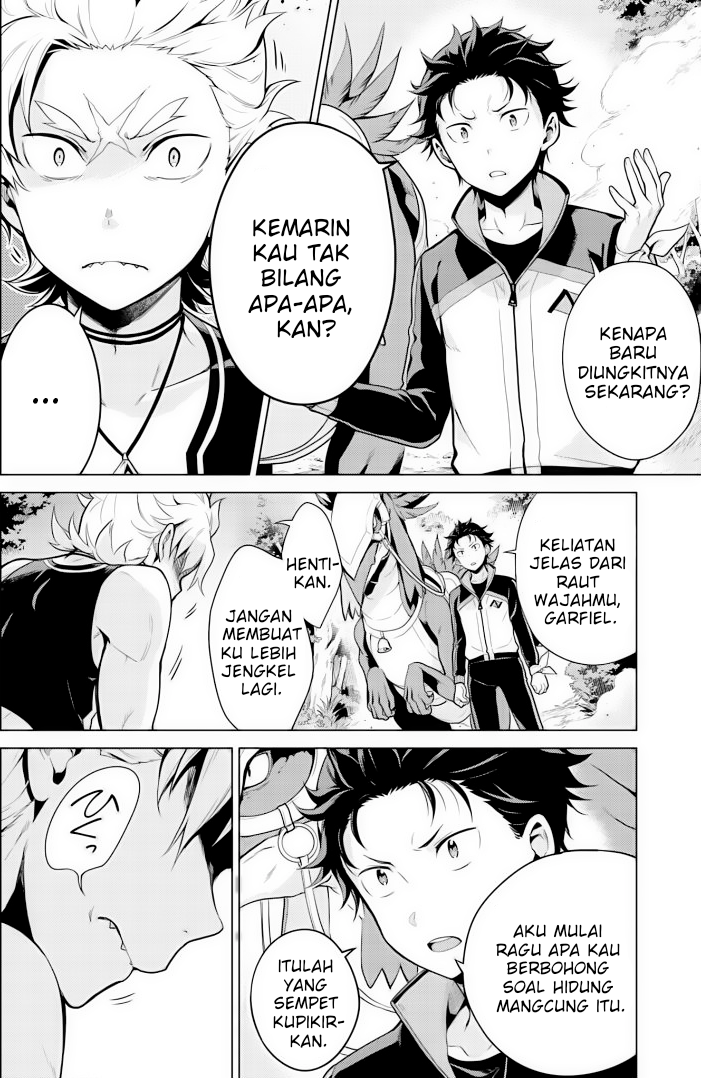 KENAPA
BARU
DIUNGKITNYA
SEKARANG?
KEMARIN
KAU TAK
BILANG
APA-APA,
KAN?
...
KELIATAN
JELAS DARI
RAUT
WAJAHMU,
GARFIEL.
HENTI-
KAN.
JANGAN
MEMBUAT
KU LEBIH
JENGKEL
LAGI.
AKU MULAI
RAGU APA KAU
BERBOHONG
SOAL HIDUNG
MANGCUNG ITU.
ITULAH
YANG
SEMPET
KUPIKIR-
KAN.